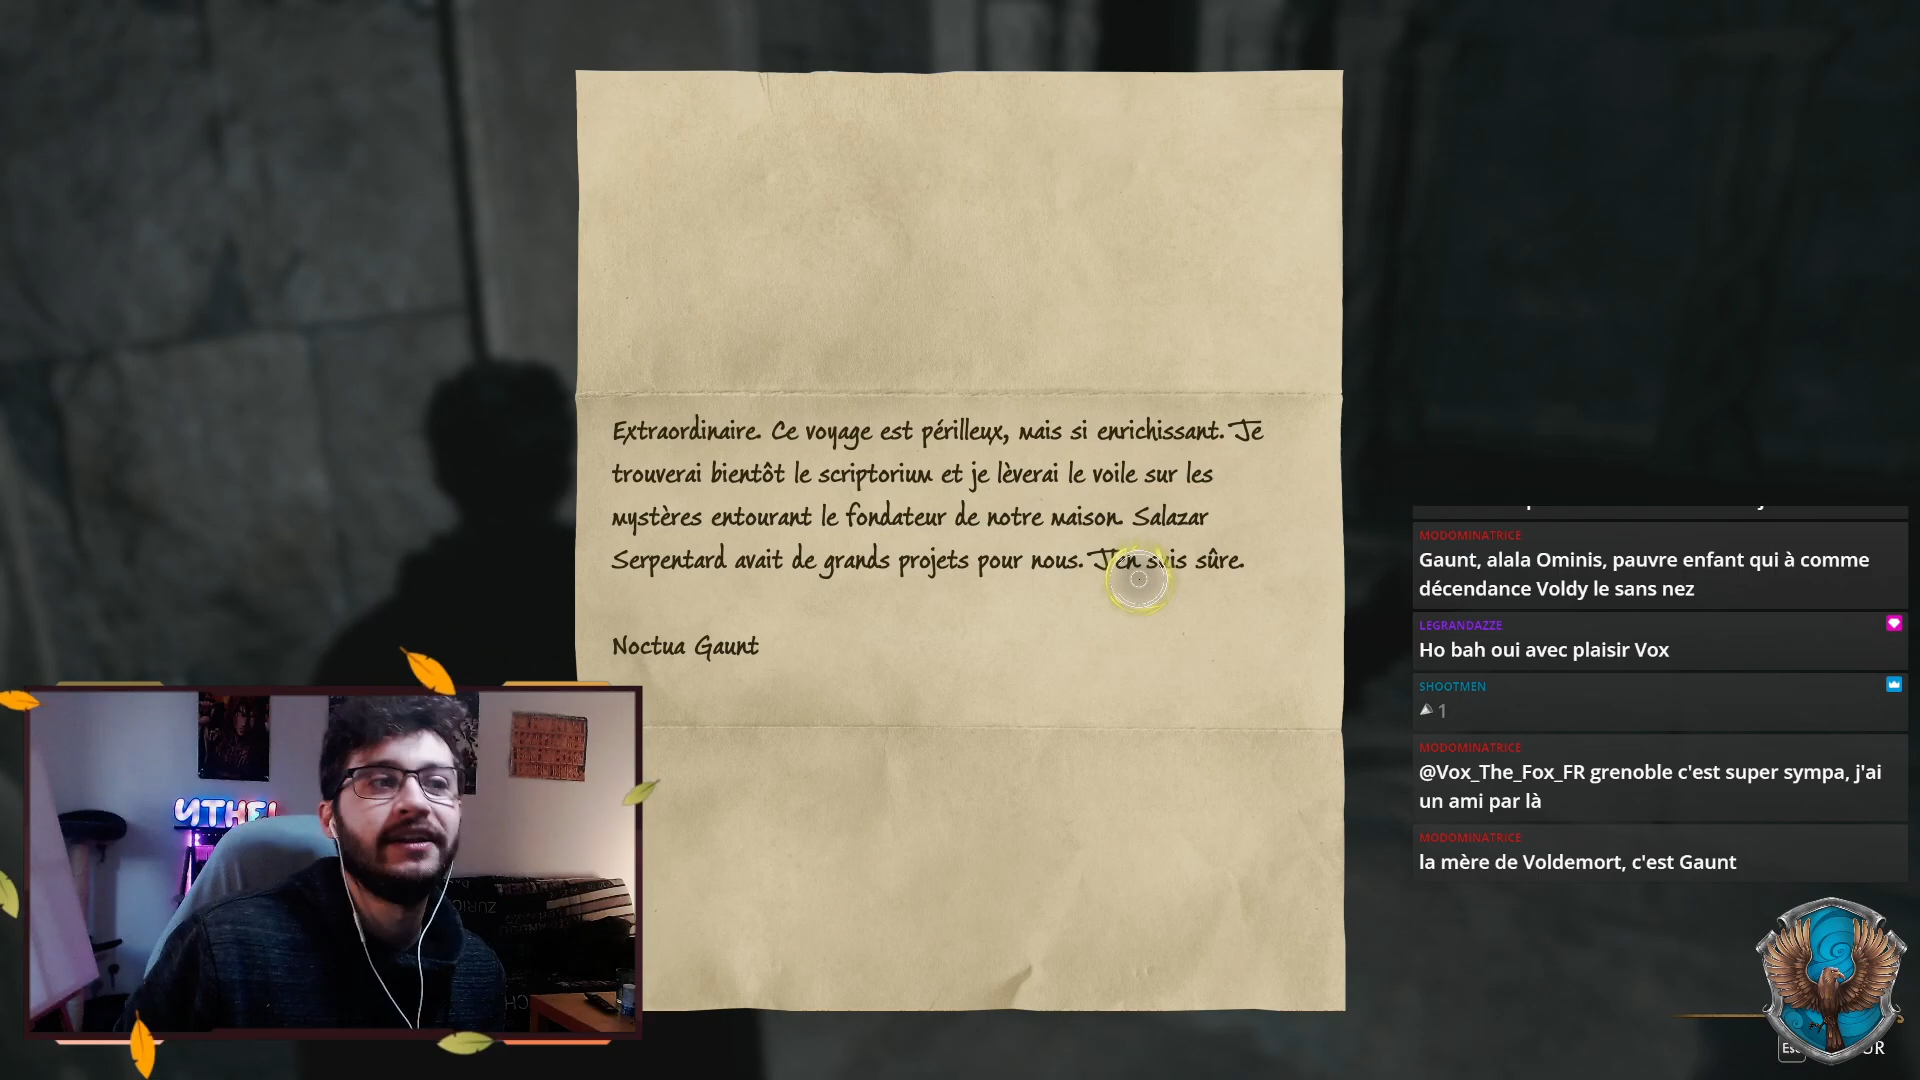 Extraordinaire. Ce voyage est périlleux, mais si enrichissant. Je
trouverai bientôt le scriptorium et je lèverai le voile sur les
mystères entourant le fondateur de notre maison. Salazar
Serpentard avait de grands projets pour nous. J'en suis sûre.
Noctua Gaunt
MODOMINATRICE
Gaunt, alala Ominis, pauvre enfant qui à comme
décendance Voldy le sans nez
LEGRANDAZZE
Ho bah oui avec plaisir Vox
SHOOTMEN
1
MODOMINATRICE
@Vox_The_Fox_FR grenoble c'est super sympa, j'ai
un ami par là
MODOMINATRICE
la mère de Voldemort, c'est Gaunt